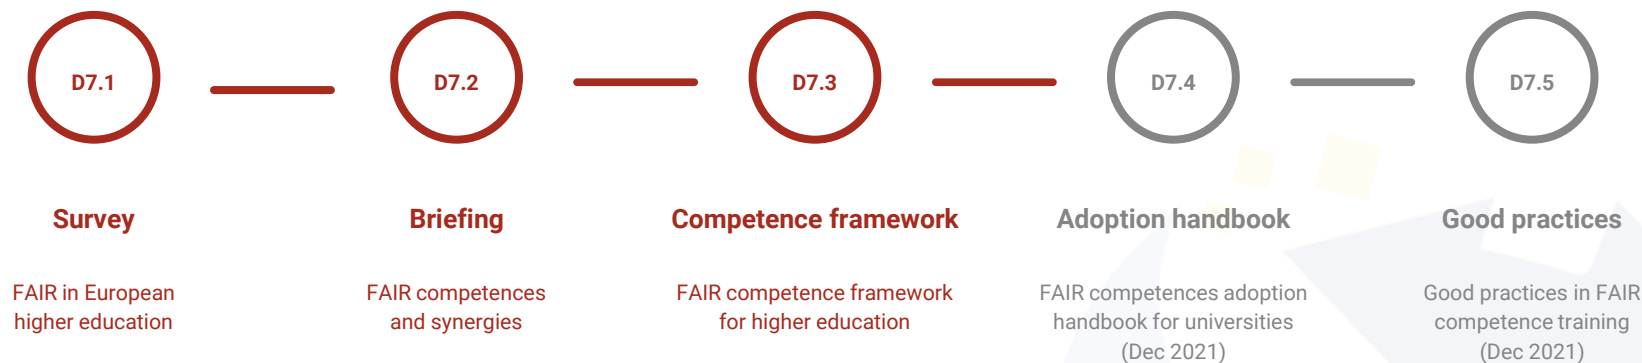 D7.1
D7.2
D7.3
D7.4
D7.5
Survey
Briefing
Competence framework
Adoption handbook
Good practices
FAIR in European
higher education
FAIR competences
and synergies
FAIR competence framework
for higher education
FAIR competences adoption
handbook for universities
(Dec 2021)
Good practices in FAIR
competence training
(Dec 2021)